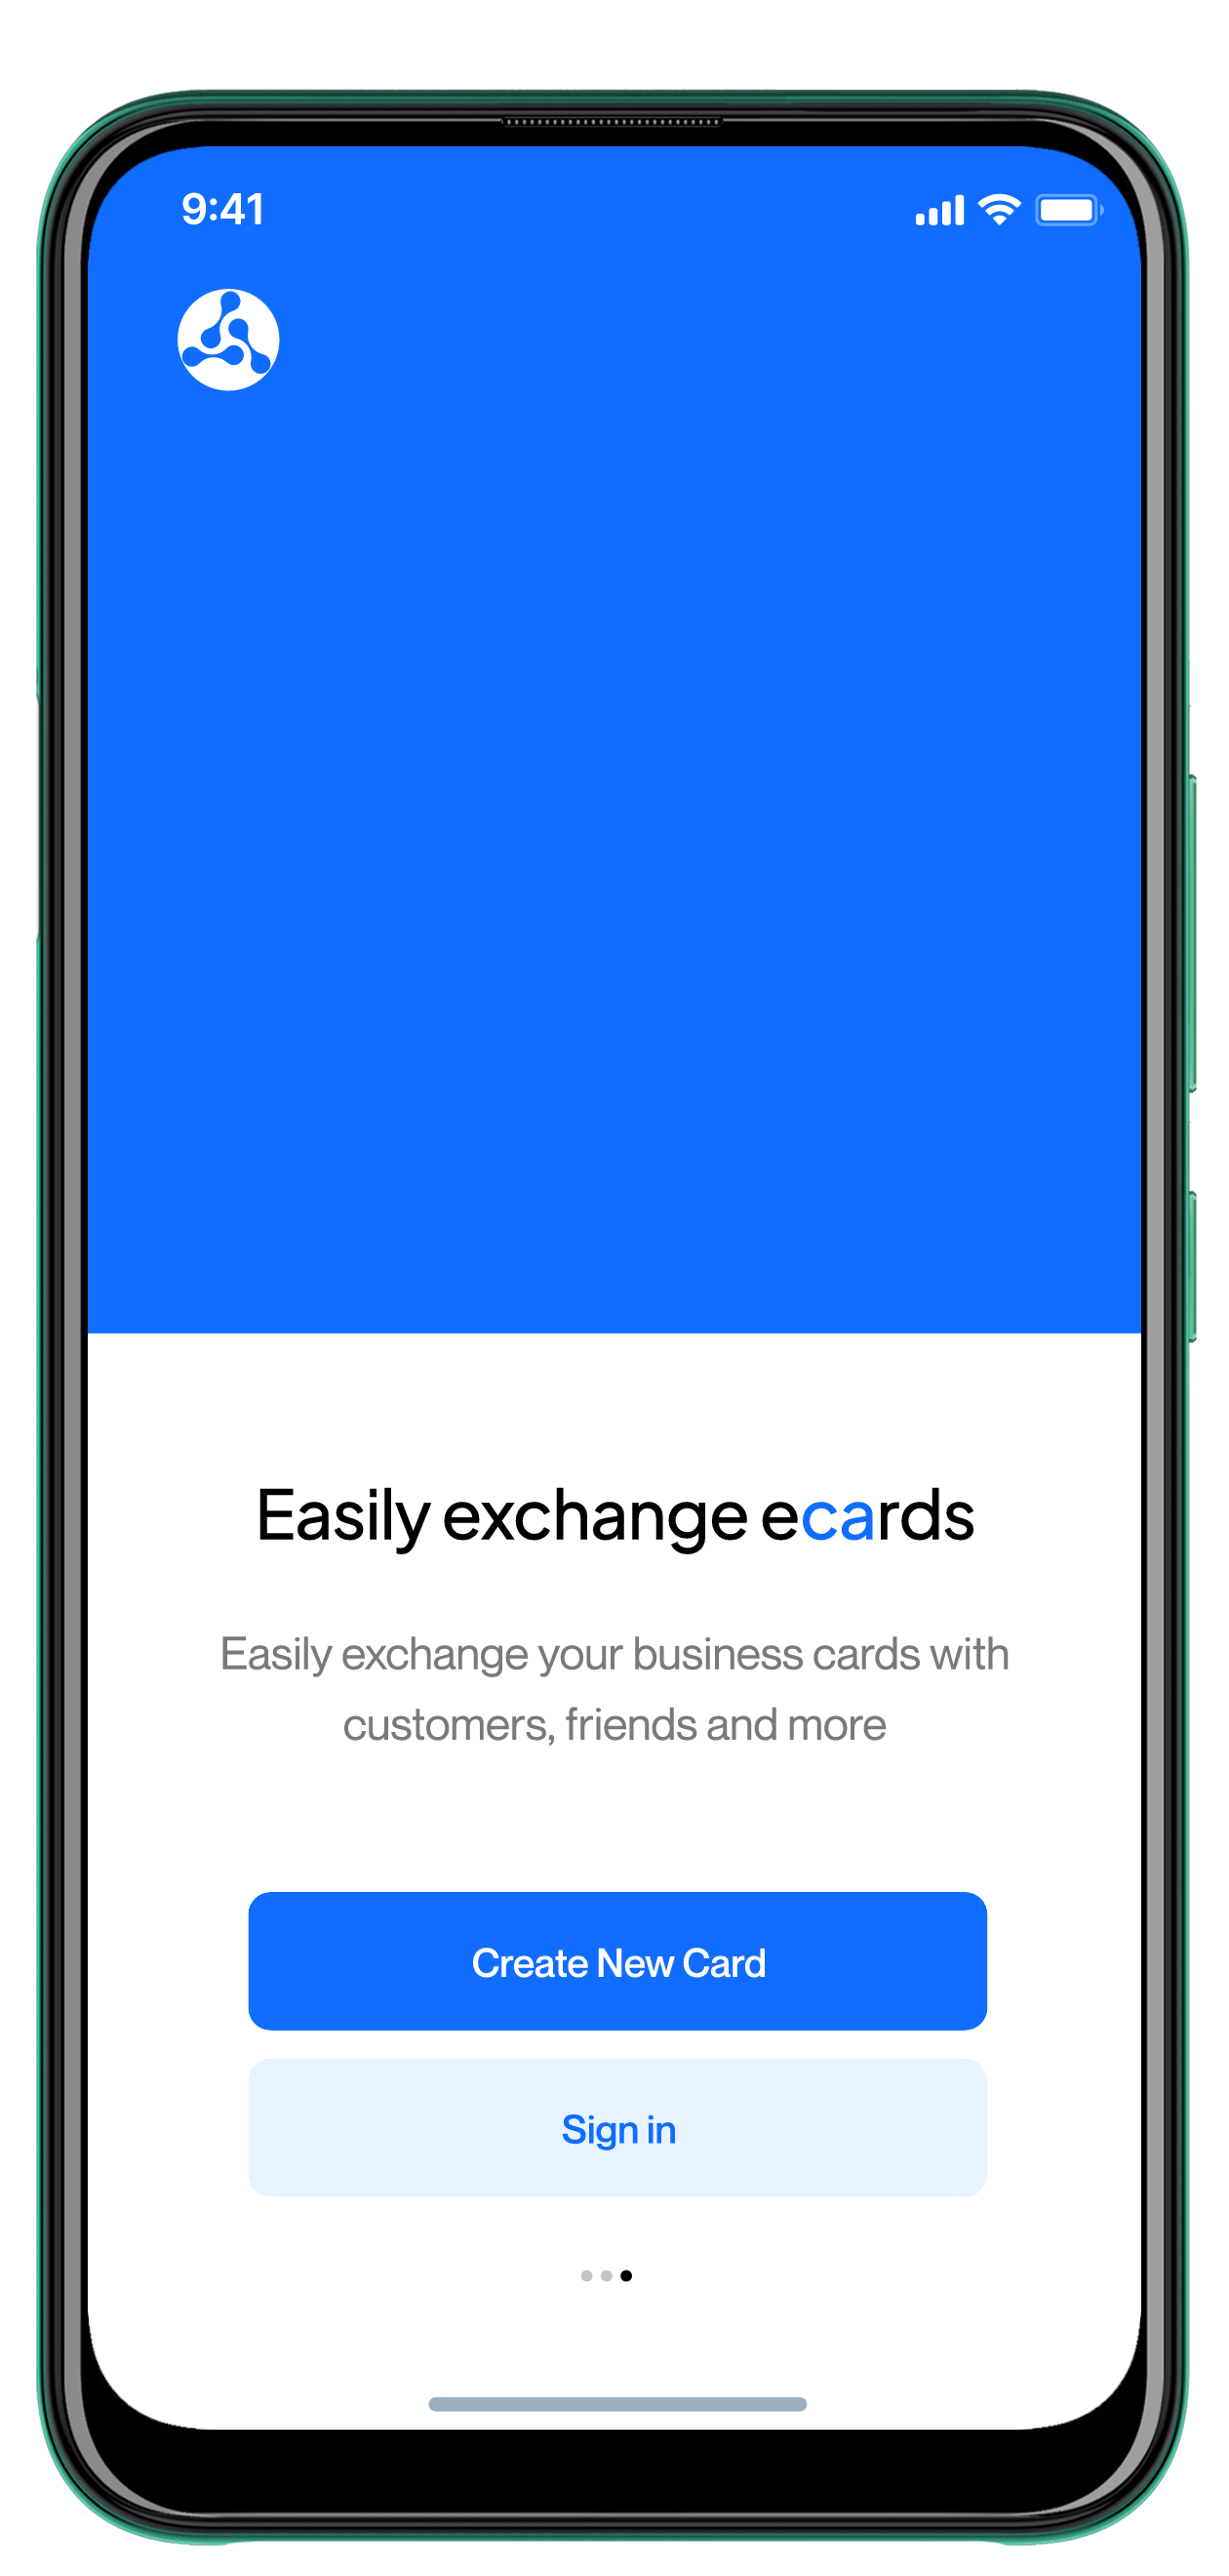 9:41
Easily exchange ecards
Easily exchange your business cards with
customers, friends and more
Create New Card
Sign in